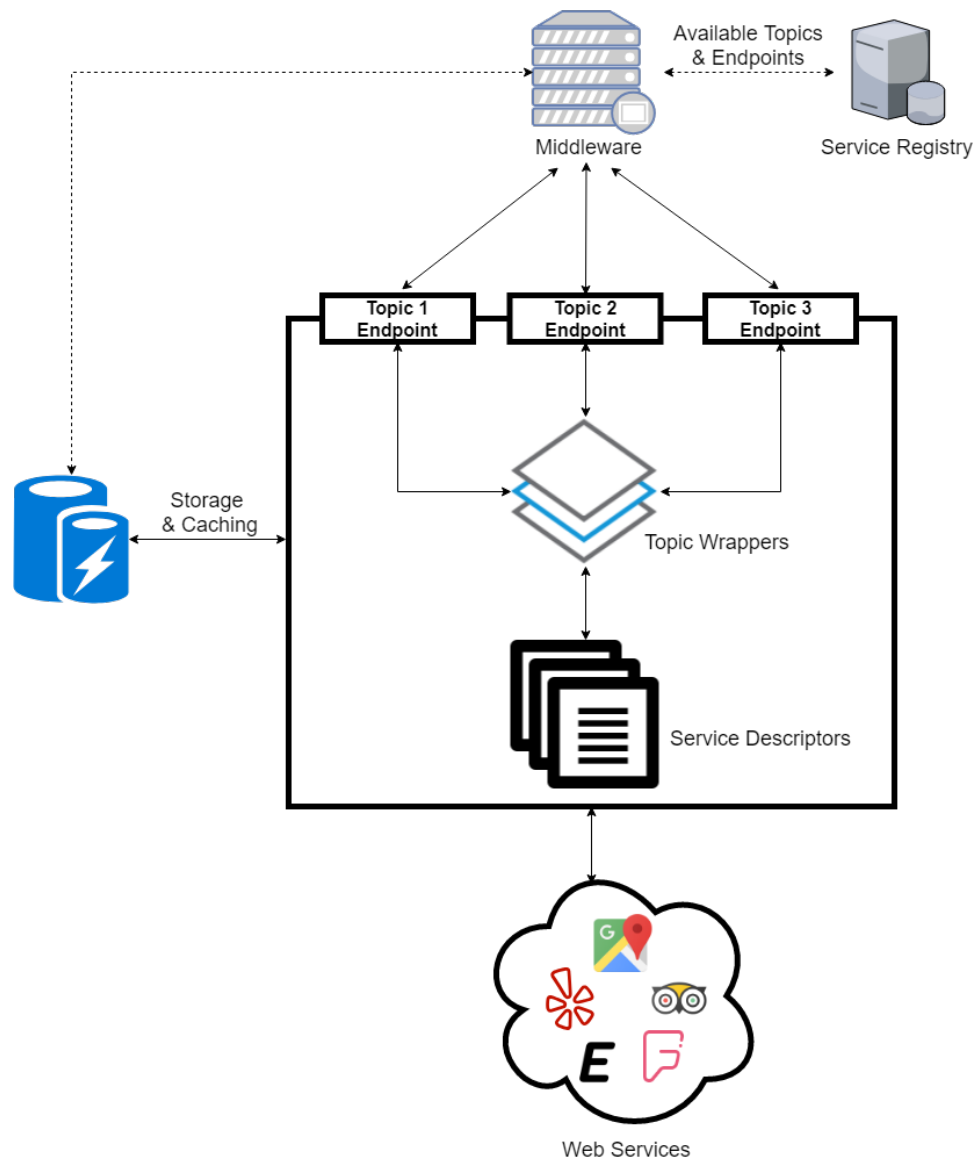 Available Topics
& Endpoints
Middleware
Service Registry
Topic 1
Endpoint
Topic 2
Endpoint
Topic 3
Endpoint
Storage
& Caching
Topic Wrappers
Service Descriptors
G
E
Web Services